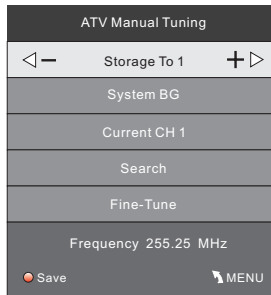 ATV Manual Tuning
Storage To 1
System BG
Current CH 1
Search
Fine-Tune
Frequency 255.25 MHz
Save MENU